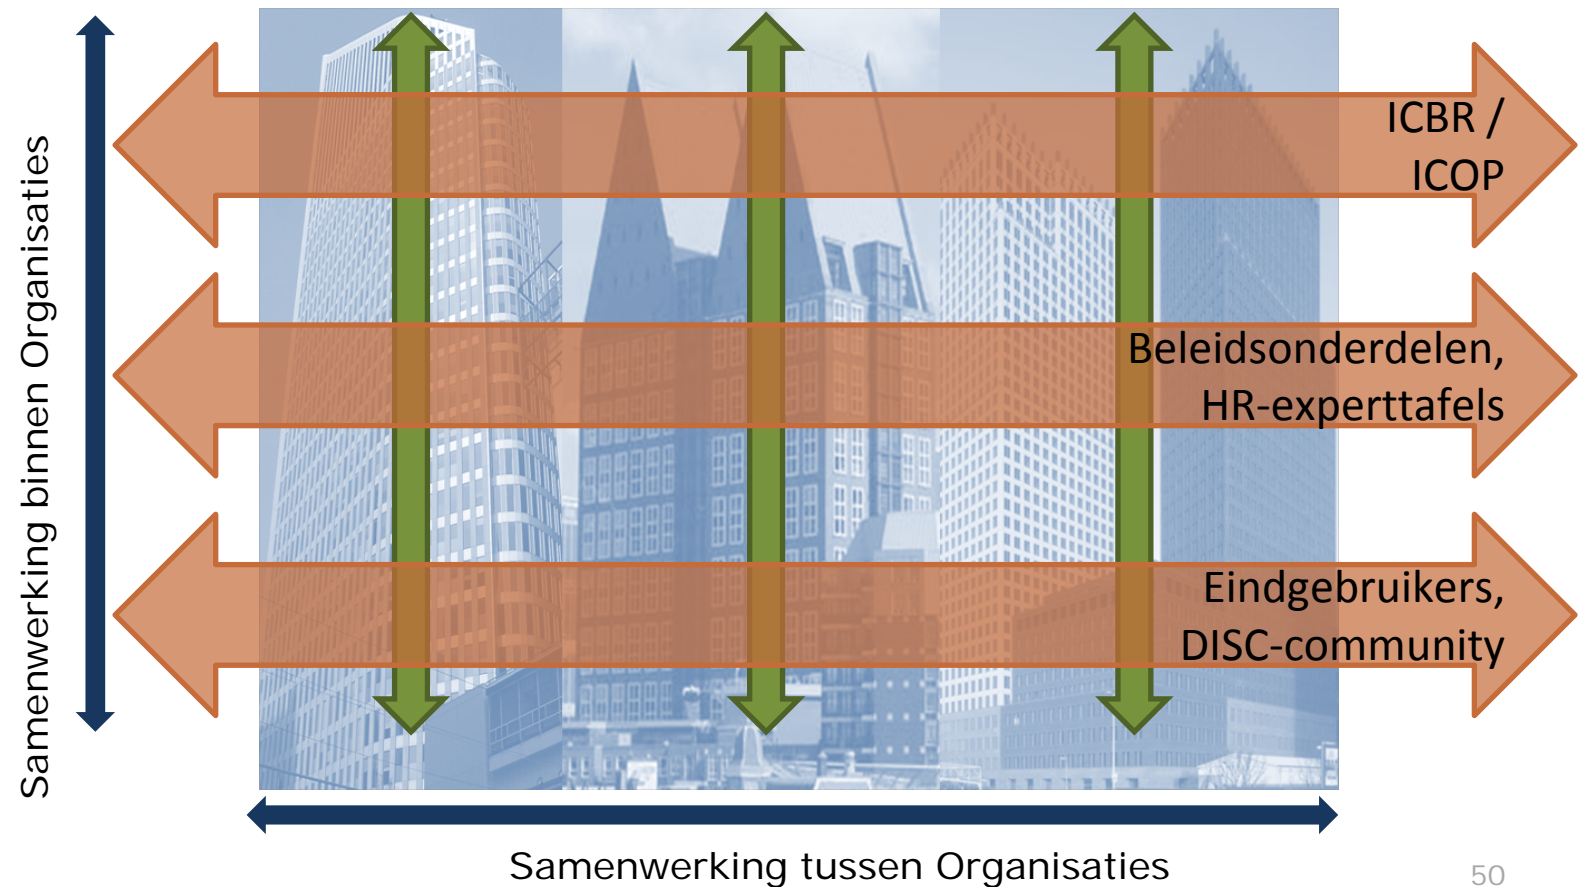 Samenwerking binnen Organisaties
ICBR /
ICOP
Beleidsonderdelen,
HR-experttafels
Eindgebruikers,
DISC-community
Samenwerking tussen Organisaties
50